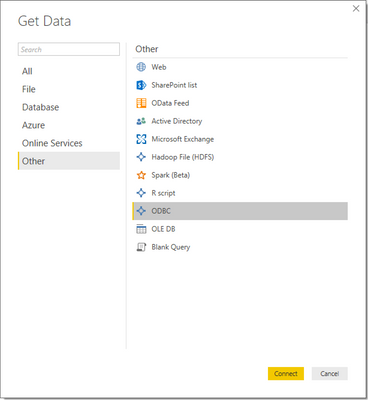 Get Data
Search
All
File
Database
Azure
Online Services
Other
Other
Web
SharePoint list
OData Feed
Active Directory
Microsoft Exchange
Hadoop File (HDFS)
Spark (Beta)
R script
ODBC
OLE DB
Blank Query
Connect
Cancel